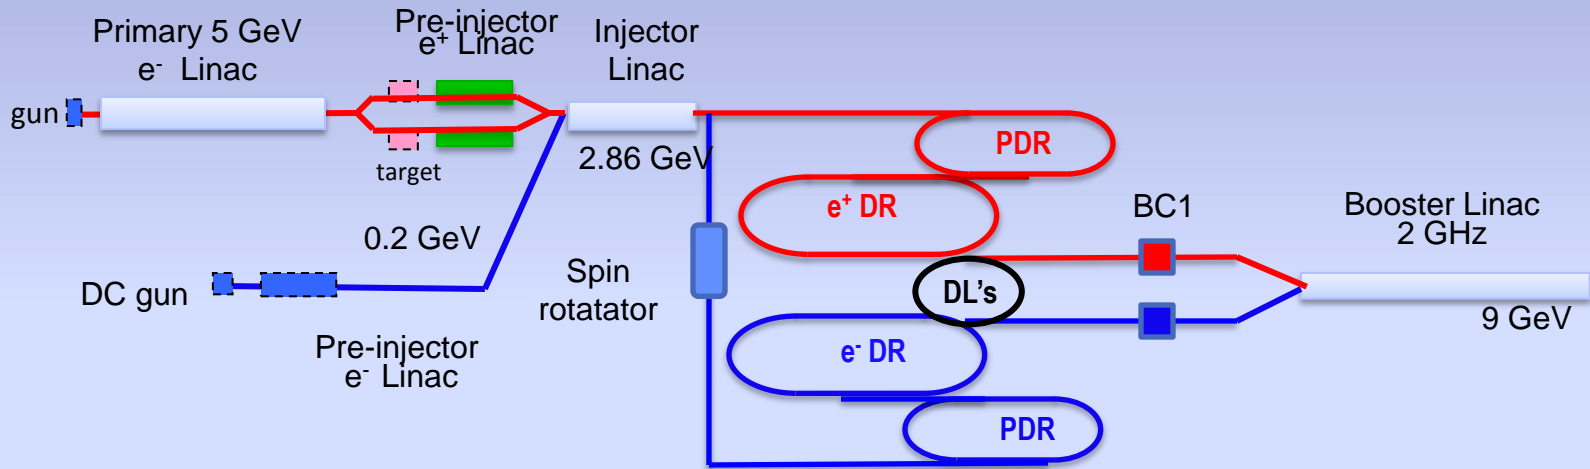 Primary 5 GeV
e- Linac
Pre-injector
e+ Linac
Injector
Linac
gun
target
2.86 GeV
PDR
e+ DR
BC1
Booster Linac
2 GHz
0.2 GeV
DC gun
Spin
rotatator
DL's
9 GeV
Pre-injector
e- Linac
e- DR
PDR